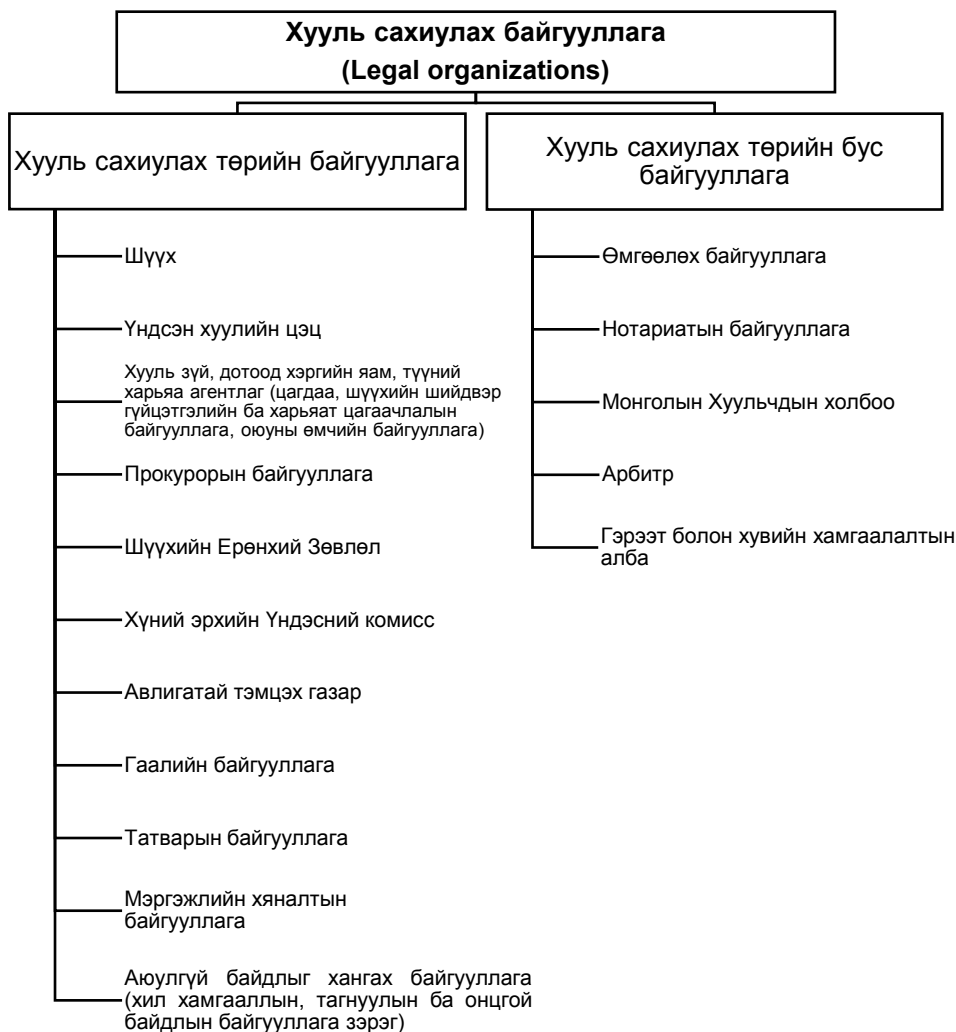 Хууль сахиулах байгууллага
(Legal organizations)
Хууль сахиулах төрийн байгууллага
Хууль сахиулах төрийн бус
байгууллага
Шүүх
Үндсэн хуулийн цэц
Хууль зүй, дотоод хэргийн яам, түүний
харьяа агентлаг (цагдаа, шүүхийн шийдвэр
гүйцэтгэлийн ба харьяат цагаачлалын
байгууллага, оюуны өмчийн байгууллага)
Прокурорын байгууллага
Шүүхийн Ерөнхий Зөвлөл
Хүний эрхийн Үндэсний комисс
Авлигатай тэмцэх газар
Гаалийн байгууллага
Татварын байгууллага
Мэргэжлийн хяналтын
байгууллага
Аюулгүй байдлыг хангах байгууллага
(хил хамгааллын, тагнуулын ба онцгой
байдлын байгууллага зэрэг)
Өмгөөлөх байгууллага
Нотариатын байгууллага
Монголын Хуульчдын холбоо
Арбитр
Гэрээт болон хувийн хамгаалалтын
алба